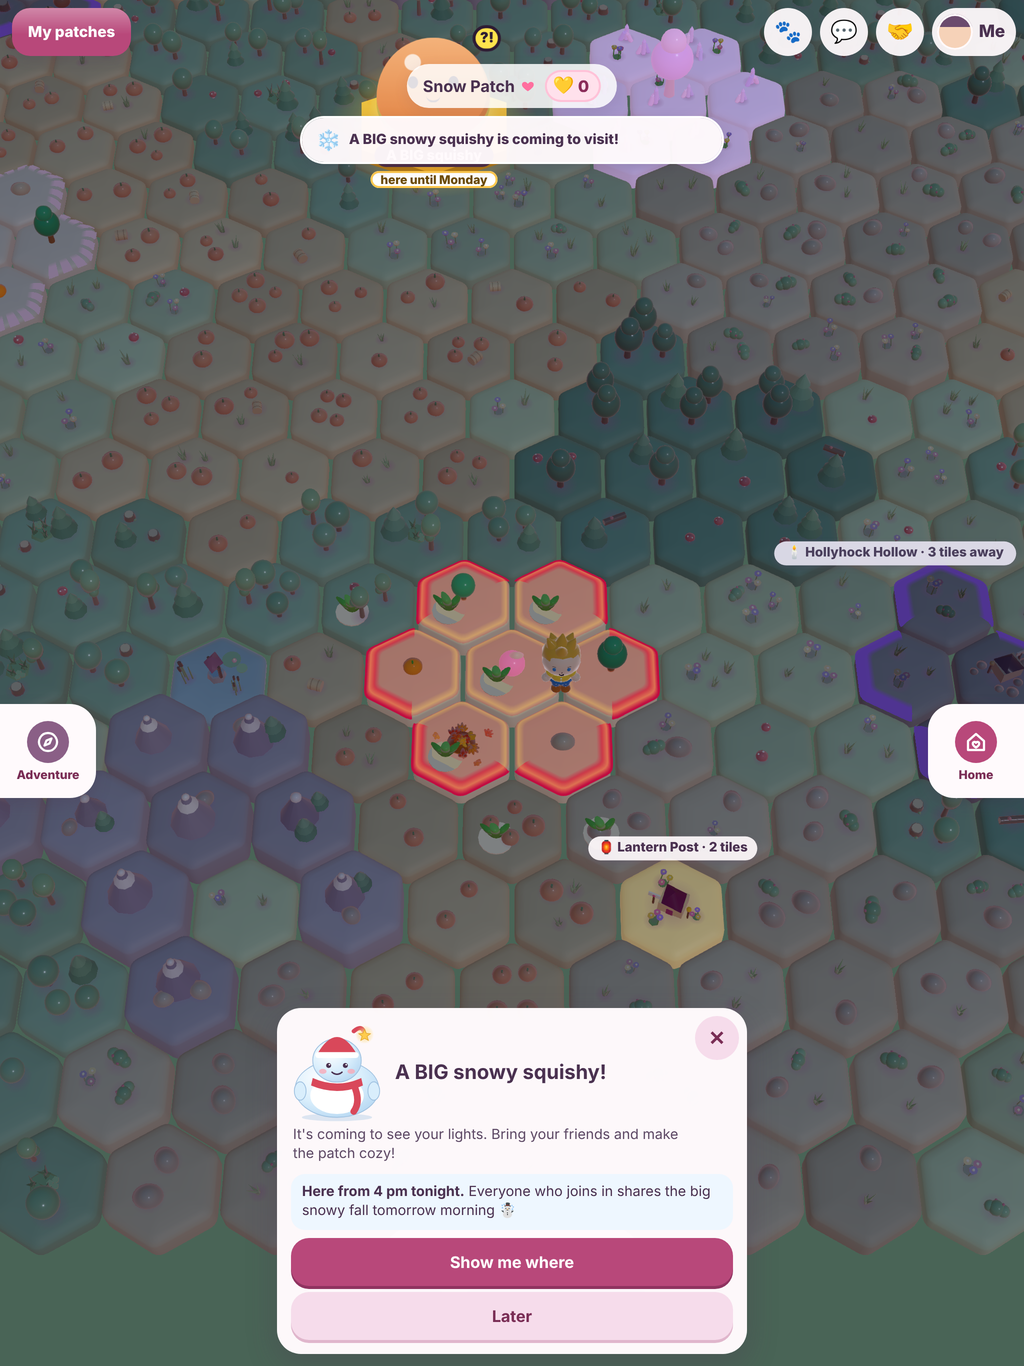 My patches
?!
Me
Snow Patch
0
A BIG snowy squishy is coming to visit!
here until Monday
Hollyhock Hollow · 3 tiles away
Adventure
Home
Lantern Post · 2 tiles
A BIG snowy squishy!
It's coming to see your lights. Bring your friends and make
the patch cozy!
Here from 4 pm tonight. Everyone who joins in shares the big
snowy fall tomorrow morning
Show me where
Later